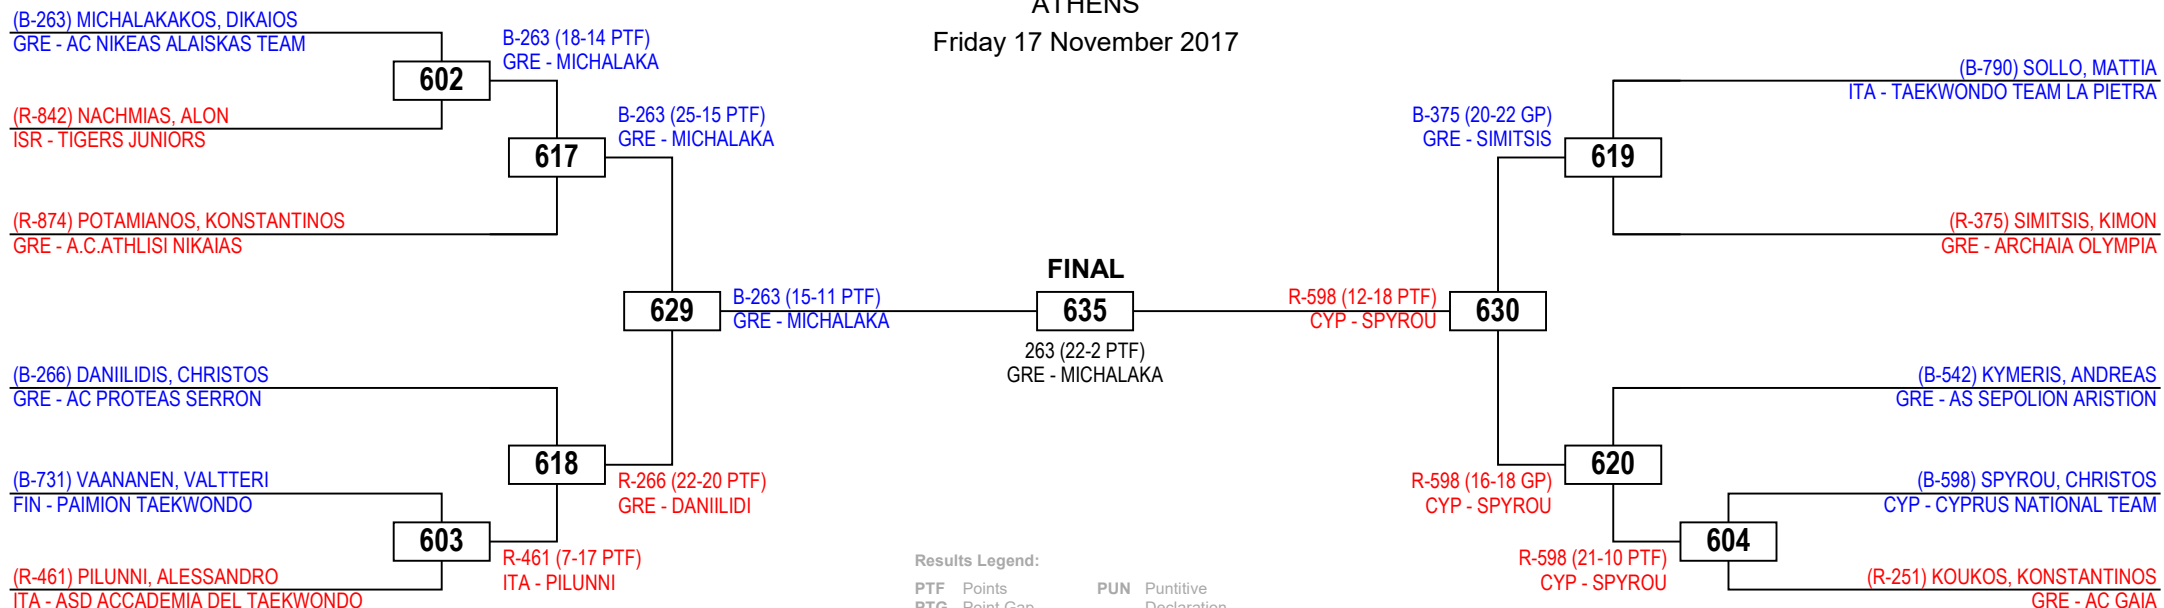 ATHENS
Friday 17 November 2017
(B-263) MICHALAKAKOS, DIKAIOS
GRE - AC NIKEAS ALAISKAS TEAM
B-263 (18-14 PTF)
GRE - MICHALAKA
602
(R-842) NACHMIAS, ALON
ISR - TIGERS JUNIORS
B-263 (25-15 PTF)
GRE - MICHALAKA
617
(R-874) POTAMIANOS, KONSTANTINOS
GRE - A.C.ATHLISI NIKAIAS
629
B-263 (15-11 PTF)
GRE - MICHALAKA
(B-266) DANIILIDIS, CHRISTOS
GRE - AC PROTEAS SERRON
618
R-266 (22-20 PTF)
GRE - DANIILIDI
(B-731) VAANANEN, VALTTERI
FIN - PAIMION TAEKWONDO
603
R-461 (7-17 PTF)
ITA - PILUNNI
(R-461) PILUNNI, ALESSANDRO
ITA - ASD ACCADEMIA DEL TAEKWONDO
FINAL
635
263 (22-2 PTF)
GRE - MICHALAKA
(B-790) SOLLO, MATTIA
ITA - TAEKWONDO TEAM LA PIETRA
B-375 (20-22 GP)
GRE - SIMITSIS
619
(R-375) SIMITSIS, KIMON
GRE - ARCHAIA OLYMPIA
R-598 (12-18 PTF)
CYP - SPYROU
630
(B-542) KYMERIS, ANDREAS
GRE - AS SEPOLION ARISTION
620
R-598 (16-18 GP)
CYP - SPYROU
(B-598) SPYROU, CHRISTOS
CYP - CYPRUS NATIONAL TEAM
604
R-598 (21-10 PTF)
CYP - SPYROU
(R-251) KOUKOS, KONSTANTINOS
GRE - AC GAIA
Results Legend:
PTF Points PUN Puntitive
PTG Point Gap Declaration